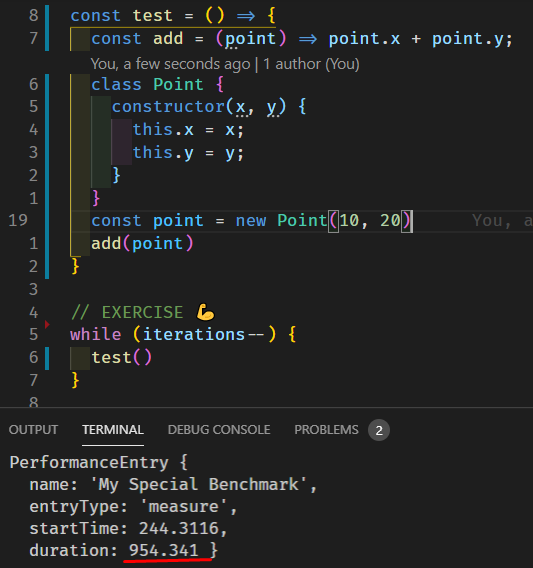 8 const test = () => {
7 const add = (point) => point.x + point.y;
You, a few seconds ago | 1 author (You)
6 class Point {
5 constructor(x, y) {
4 this.x = x;
3 this.y = y;
2 }
1 }
19 const point = new Point(10, 20) You, a
1 add(point)
2 }
3
4 // EXERCISE 💪
5 while (iterations--) {
6 test()
7 }
8
OUTPUT TERMINAL DEBUG CONSOLE PROBLEMS 2
PerformanceEntry {
name: 'My Special Benchmark',
entryType: 'measure',
startTime: 244.3116,
duration: 954.341 }